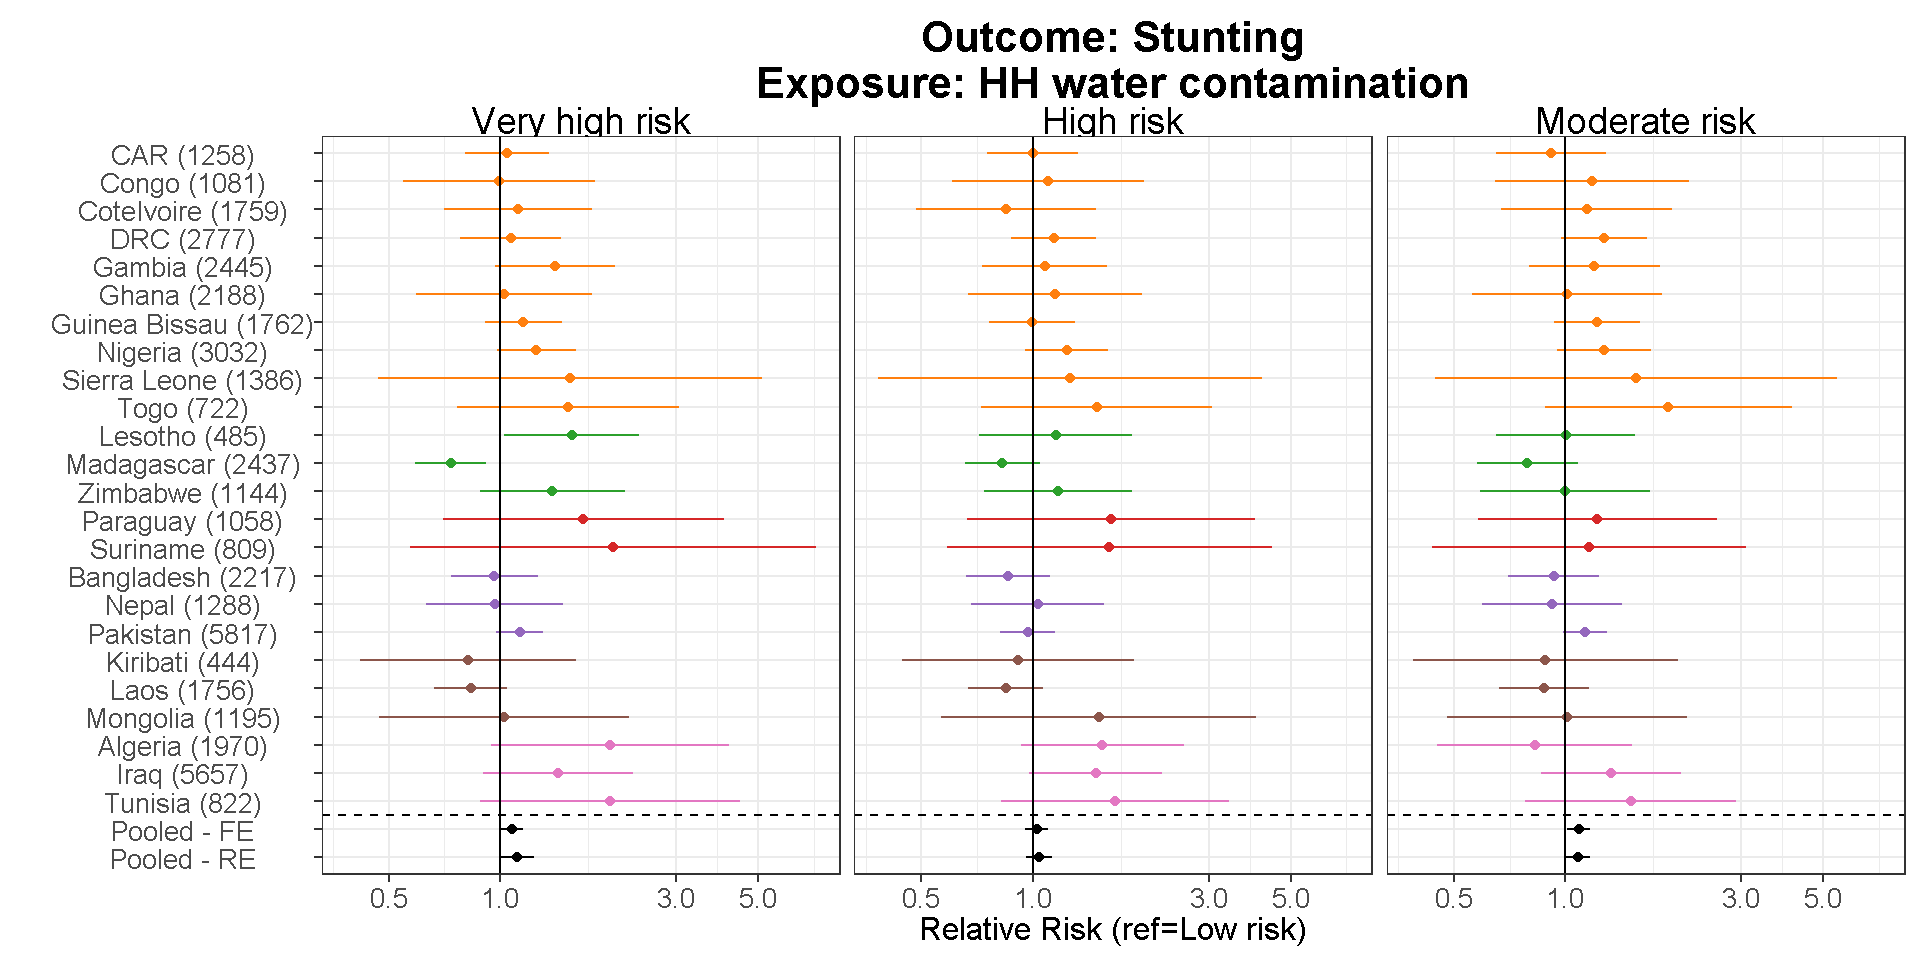 Outcome: Stunting
Exposure: HH water contamination
Very high risk
High risk
Moderate risk
CAR (1258)
Congo (1081)
CoteIvoire (1759)
DRC (2777)
Gambia (2445)
Ghana (2188)
Guinea Bissau (1762)
Nigeria (3032)
Sierra Leone (1386)
Togo (722)
Lesotho (485)
Madagascar (2437)
Zimbabwe (1144)
Paraguay (1058)
Suriname (809)
Bangladesh (2217)
Nepal (1288)
Pakistan (5817)
Kiribati (444)
Laos (1756)
Mongolia (1195)
Algeria (1970)
Iraq (5657)
Tunisia (822)
Pooled - FE
Pooled - RE
0.5 1.0 3.0 5.0
0.5 1.0 3.0 5.0
0.5 1.0 3.0 5.0
Relative Risk (ref=Low risk)